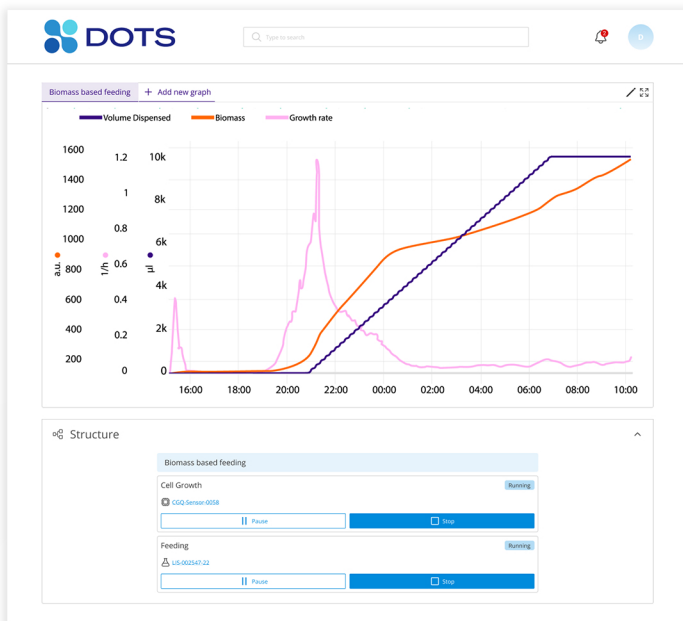 DOTS
Type to search
2
D
Biomass based feeding + Add new graph
Volume Dispensed Biomass Growth rate
1600 1.2 10k
1400 1 8k
1200 0.8 6k
1000 0.6 4k
800 0.4 2k
600 0.2 0
400 0
200
a.u. 1/h µl
16:00 18:00 20:00 22:00 00:00 02:00 04:00 06:00 08:00 10:00
Structure
Biomass based feeding
Cell Growth Running
CGQ-Sensor-0058
Pause Stop
Feeding Running
LIS-002547-22
Pause Stop